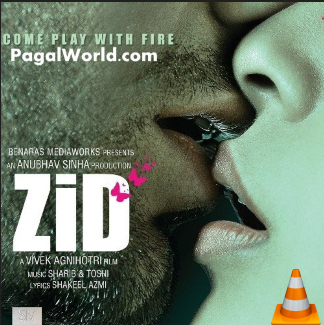 COME PLAY WITH FIRE
PagalWorld.com
BENARAS MEDIAWORKS PRESENTS
AN ANUBHAV SINHA PRODUCTION
ZiD
A VIVEK AGNIHOTRI FILM
MUSIC SHARIB & TOSHI
LYRICS SHAKEEL AZMI